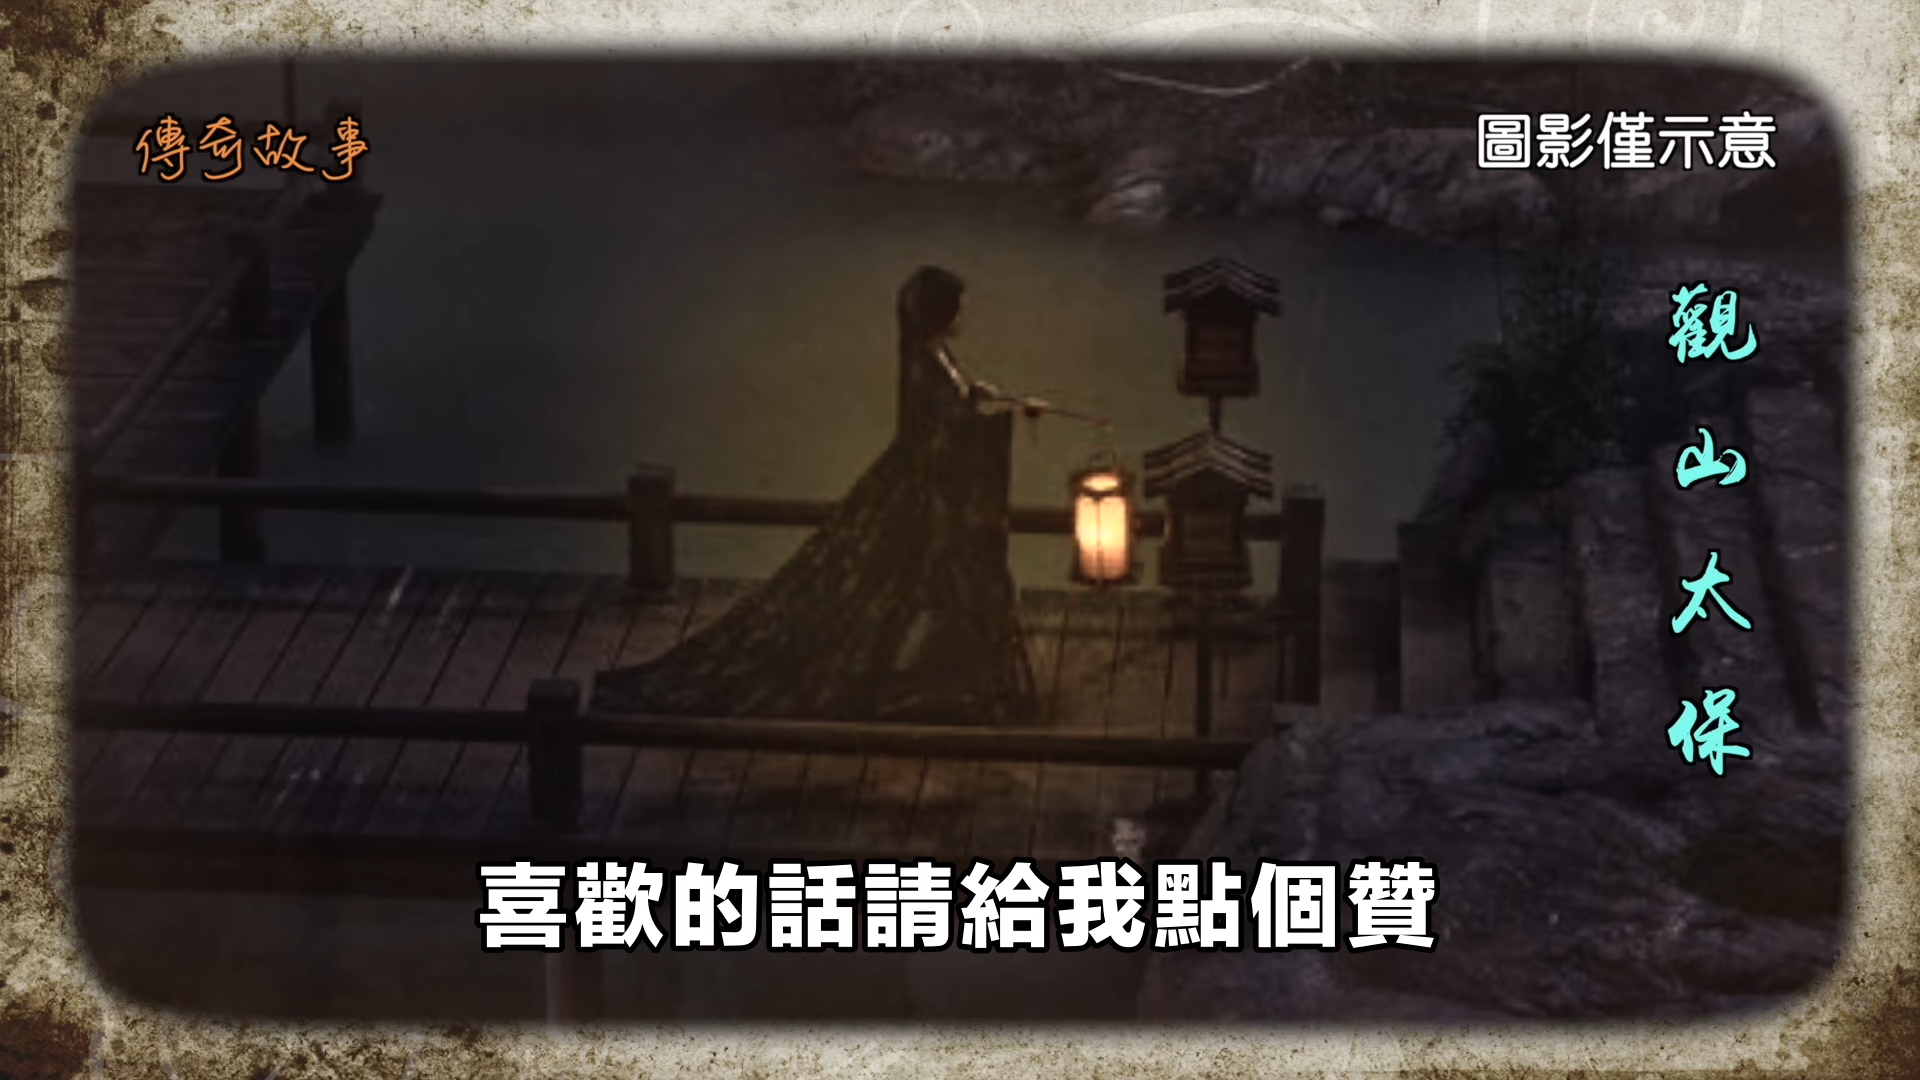 傳奇故事
圖影僅示意
觀山太保
喜歡的話請給我點個贊